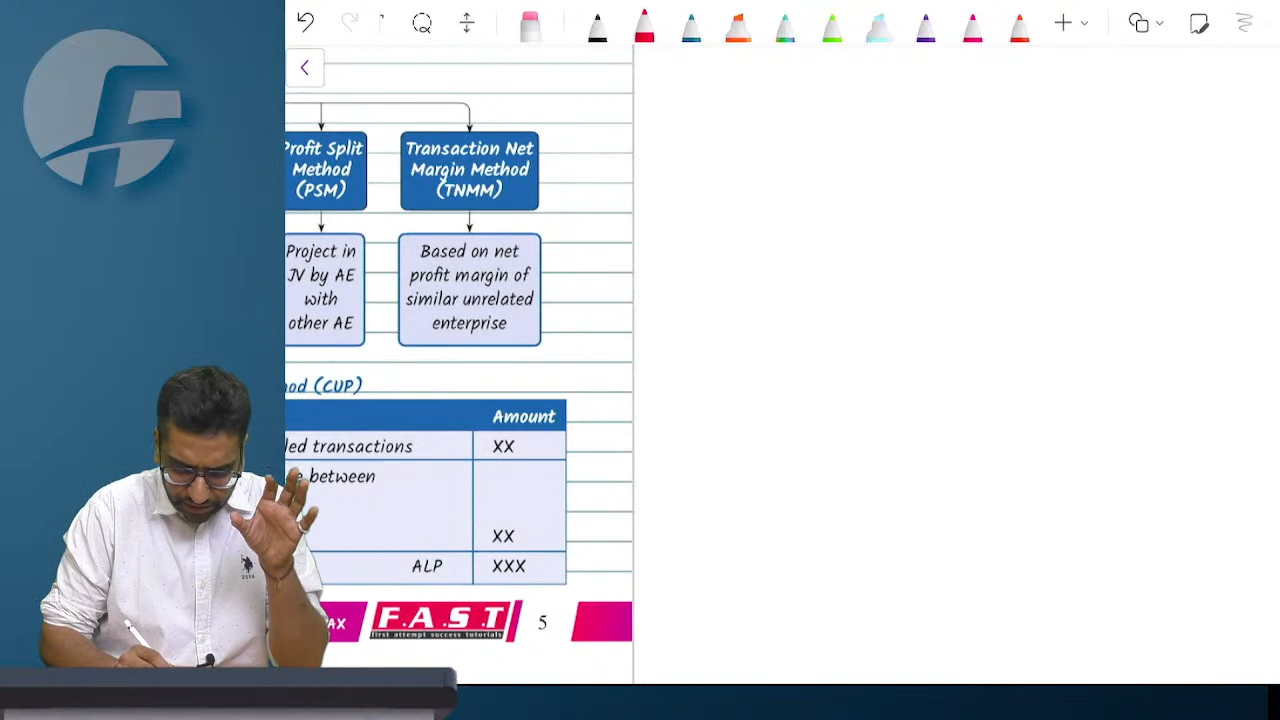 Profit Split
Method
(PSM)
Transaction Net
Margin Method
(TNMM)
Project in
JV by AE
with
other AE
Based on net
profit margin of
similar unrelated
enterprise
(CUP)
Amount
transactions XX
between
XX
ALP XXX
F.A.S.T
first attempt success tutorials
5
USPA